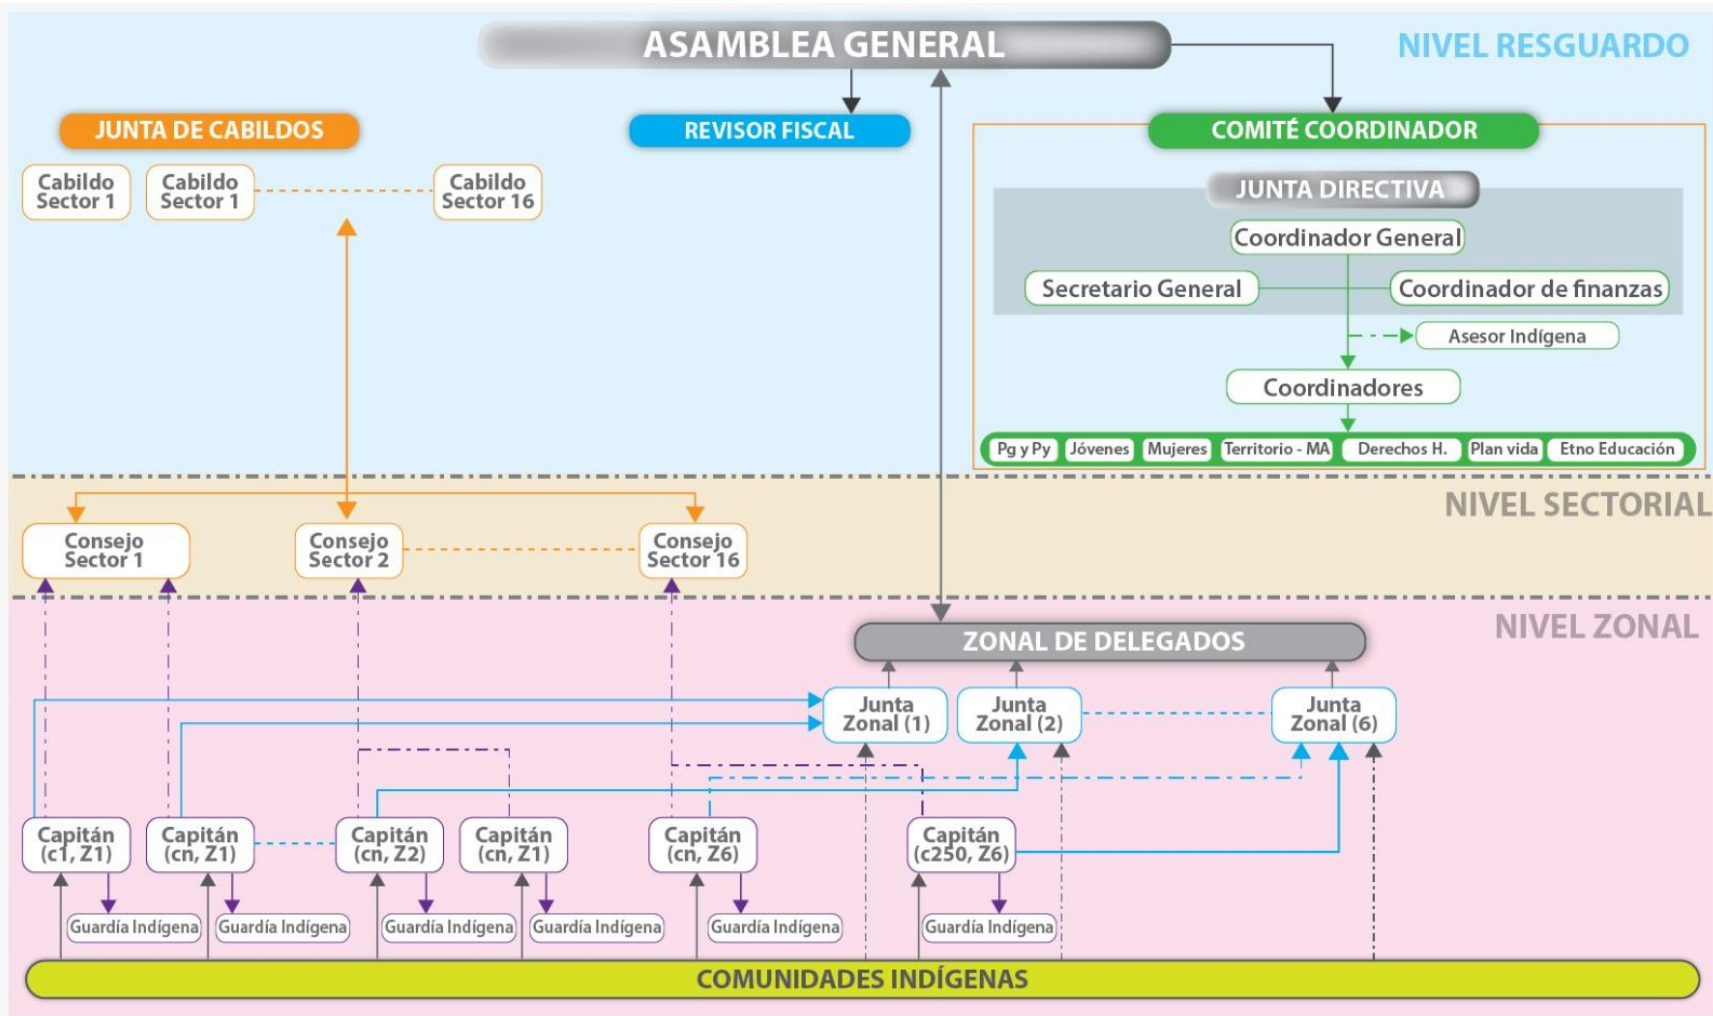 ASAMBLEA GENERAL
NIVEL RESGUARDO
JUNTA DE CABILDOS
REVISOR FISCAL
COMITÉ COORDINADOR
Cabildo
Sector 1
Cabildo
Sector 1
Cabildo
Sector 16
JUNTA DIRECTIVA
Coordinador General
Secretario General
Coordinador de finanzas
Asesor Indígena
Coordinadores
Pg y Py
Jóvenes
Mujeres
Territorio - MA
Derechos H.
Plan vida
Etno Educación
NIVEL SECTORIAL
Consejo
Sector 1
Consejo
Sector 2
Consejo
Sector 16
NIVEL ZONAL
ZONAL DE DELEGADOS
Junta
Zonal (1)
Junta
Zonal (2)
Junta
Zonal (6)
Capitán
(c1, Z1)
Capitán
(cn, Z1)
Capitán
(cn, Z2)
Capitán
(cn, Z1)
Capitán
(cn, Z6)
Capitán
(c250, Z6)
Guardía Indígena
Guardía Indígena
Guardía Indígena
Guardía Indígena
Guardía Indígena
Guardía Indígena
COMUNIDADES INDÍGENAS